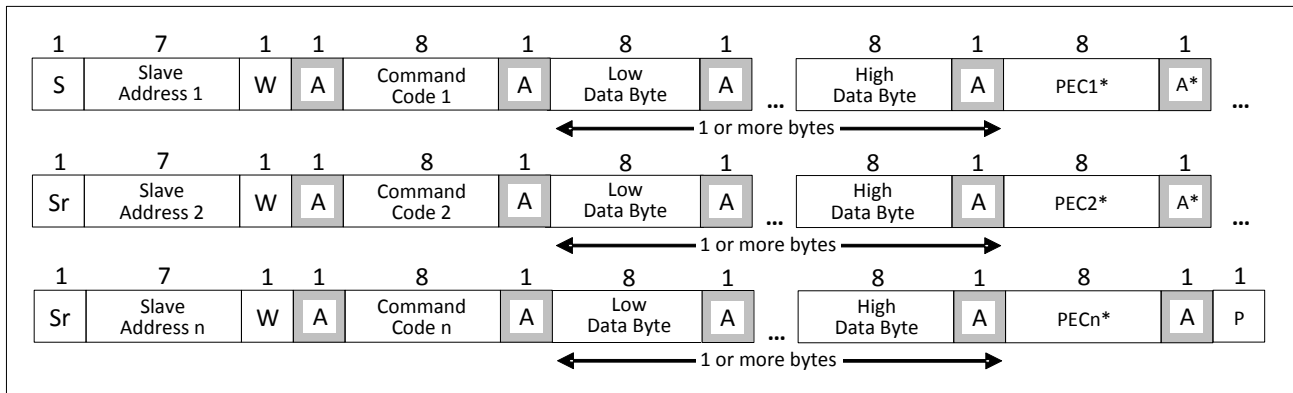 1 7 1 1 8 1 8 1 8 1 8 1
S Slave Address 1 W A Command Code 1 A Low Data Byte A ... High Data Byte A PEC1* A* ...
1 or more bytes
1 7 1 1 8 1 8 1 8 1 8 1
Sr Slave Address 2 W A Command Code 2 A Low Data Byte A ... High Data Byte A PEC2* A* ...
1 or more bytes
1 7 1 1 8 1 8 1 8 1 8 1 1
Sr Slave Address n W A Command Code n A Low Data Byte A ... High Data Byte A PECn* A P
1 or more bytes